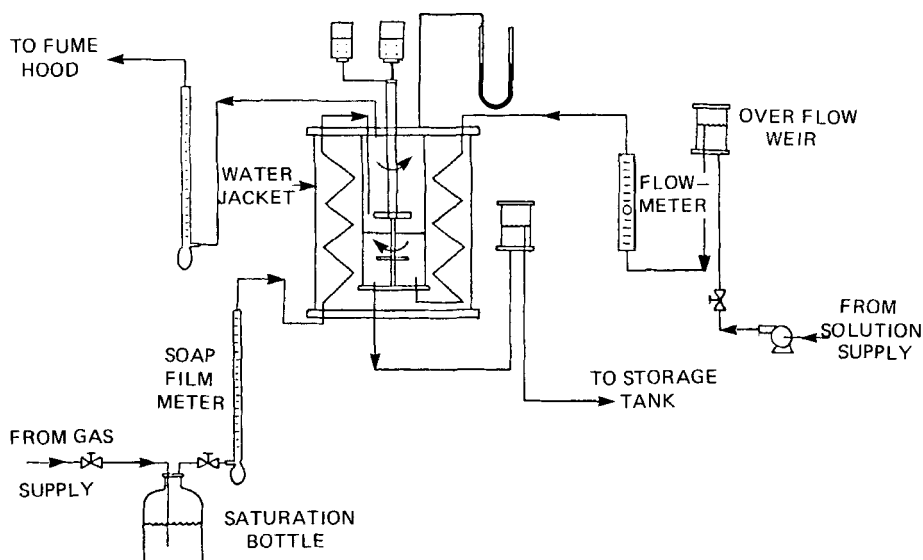 TO FUME
HOOD
WATER
JACKET
OVER FLOW
WEIR
FLOW-
METER
FROM
SOLUTION
SUPPLY
SOAP
FILM
METER
TO STORAGE
TANK
FROM GAS
SUPPLY
SATURATION
BOTTLE